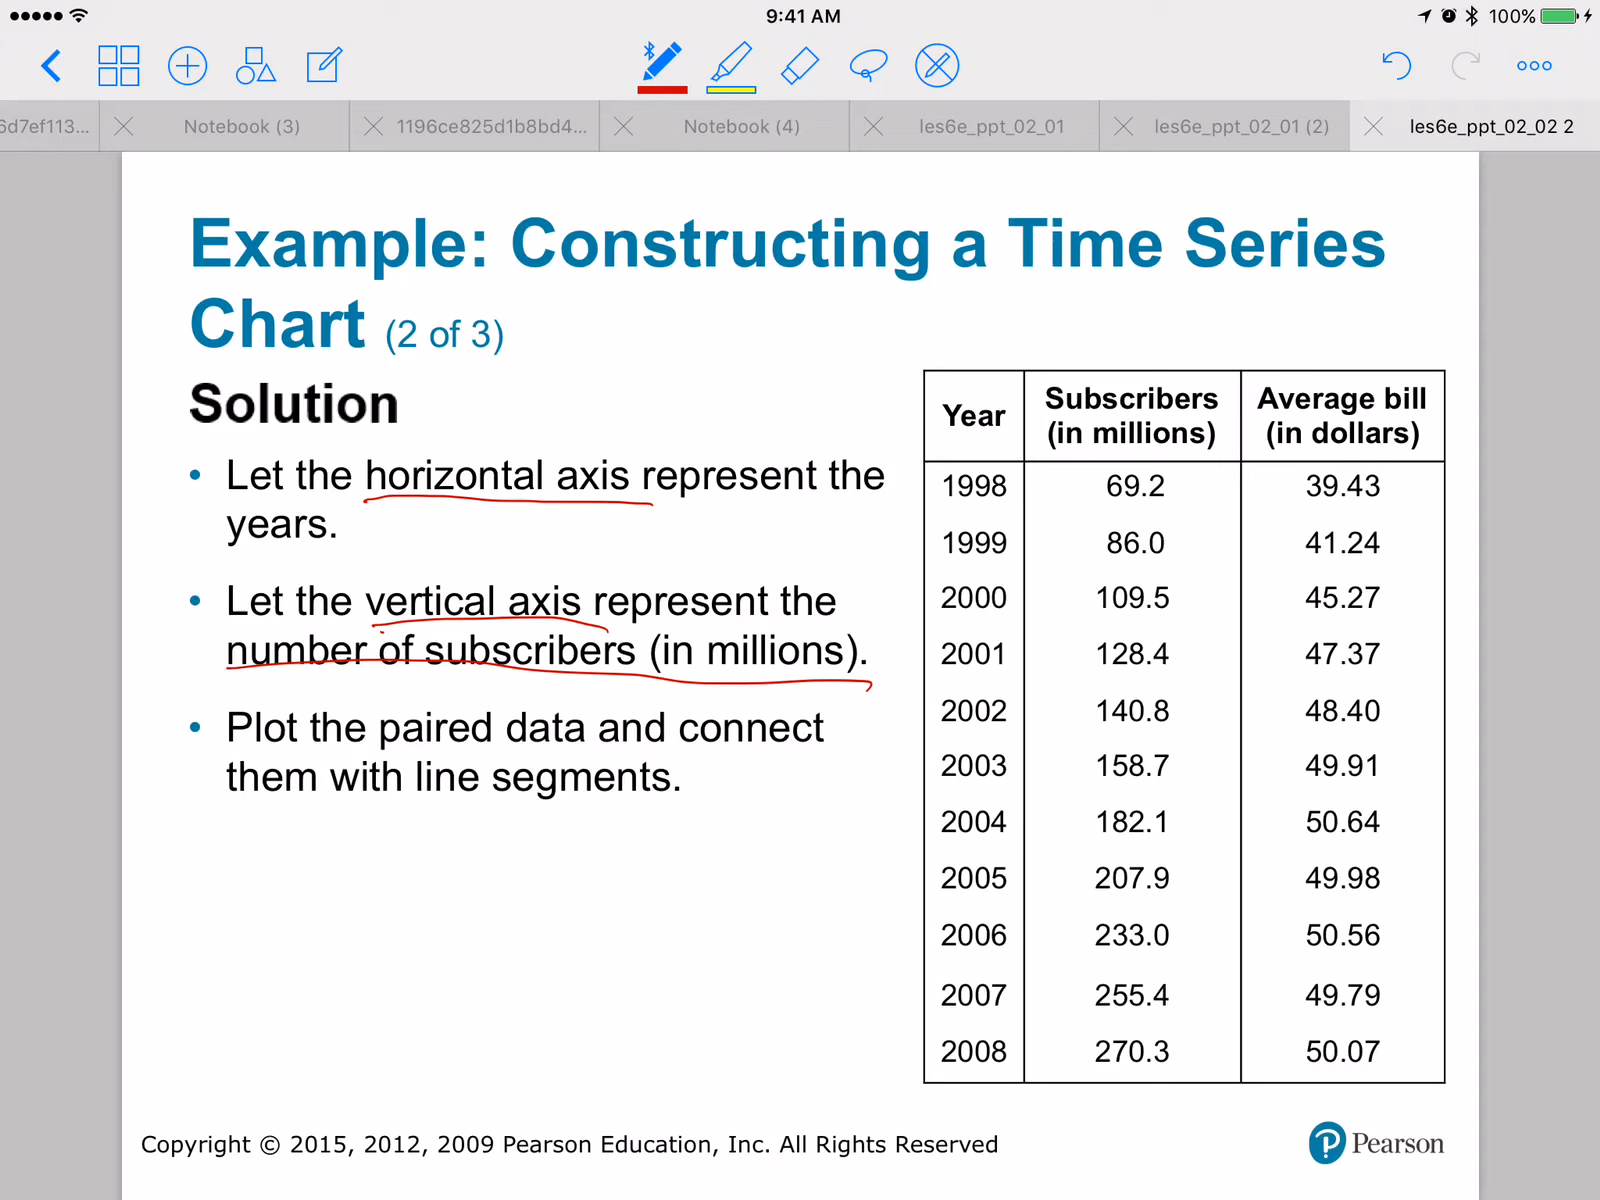 9:41 AM
100%
6d7ef113...
Notebook (3)
1196ce825d1b8bd4...
Notebook (4)
les6e_ppt_02_01
les6e_ppt_02_01 (2)
les6e_ppt_02_02 2
Example: Constructing a Time Series
Chart (2 of 3)
Solution
• Let the horizontal axis represent the
years.
• Let the vertical axis represent the
number of subscribers (in millions).
• Plot the paired data and connect
them with line segments.
Year Subscribers (in millions) Average bill (in dollars)
1998 69.2 39.43
1999 86.0 41.24
2000 109.5 45.27
2001 128.4 47.37
2002 140.8 48.40
2003 158.7 49.91
2004 182.1 50.64
2005 207.9 49.98
2006 233.0 50.56
2007 255.4 49.79
2008 270.3 50.07
Copyright © 2015, 2012, 2009 Pearson Education, Inc. All Rights Reserved
Pearson